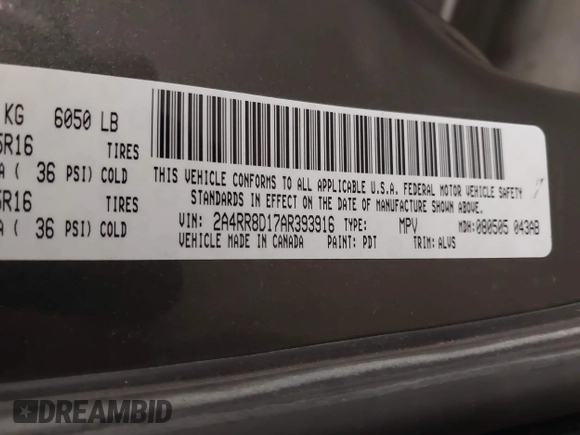 KG 6050 LB
5R16 TIRES
A ( 36 PSI) COLD
5R16 TIRES
A ( 36 PSI) COLD
THIS VEHICLE CONFORMS TO ALL APPLICABLE U.S.A. FEDERAL MOTOR VEHICLE SAFETY
STANDARDS IN EFFECT ON THE DATE OF MANUFACTURE SHOWN ABOVE.
VIN: 2A4RR8D17AR393916 TYPE: MPV MDH: 080505 043AB
VEHICLE MADE IN CANADA PAINT: PDT TRIM: ALVS
DREAMBID